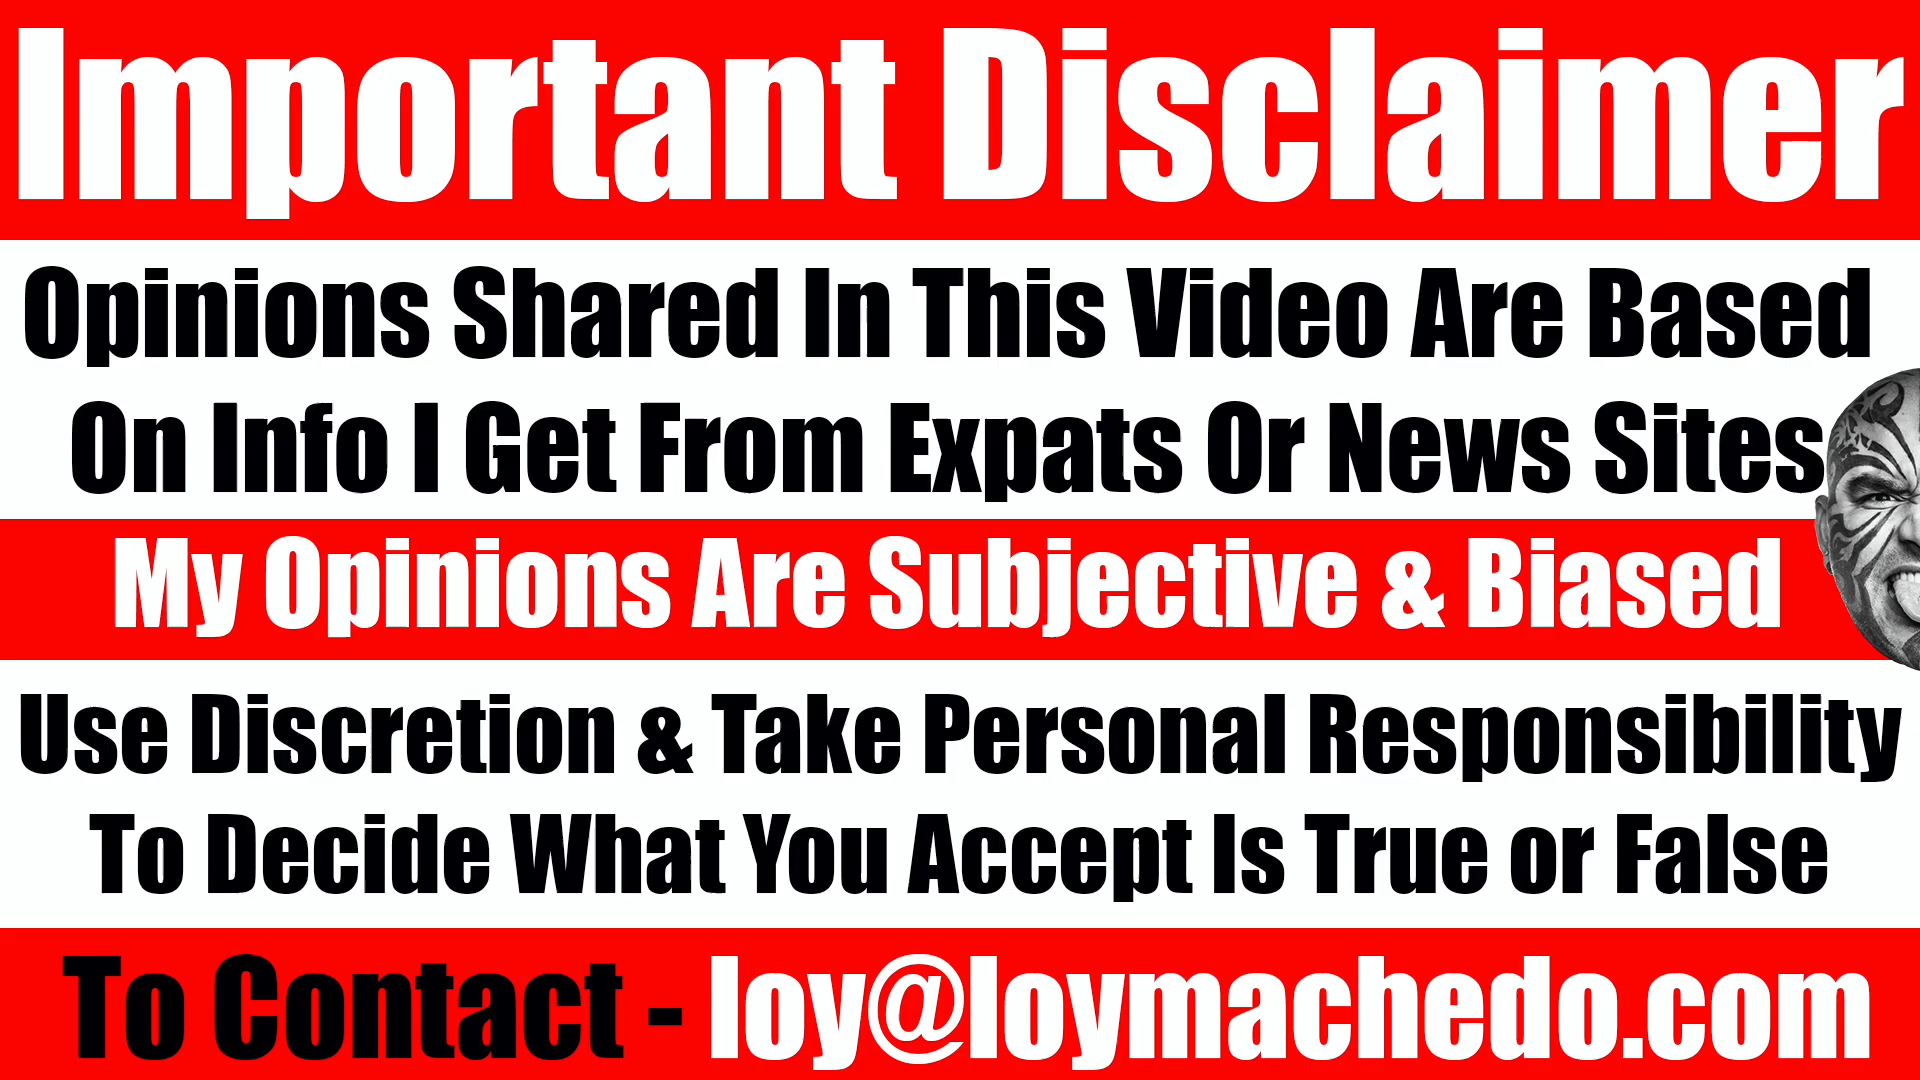 Important Disclaimer
Opinions Shared In This Video Are Based
On Info I Get From Expats Or News Sites
My Opinions Are Subjective & Biased
Use Discretion & Take Personal Responsibility
To Decide What You Accept Is True or False
To Contact - loy@loymachedo.com